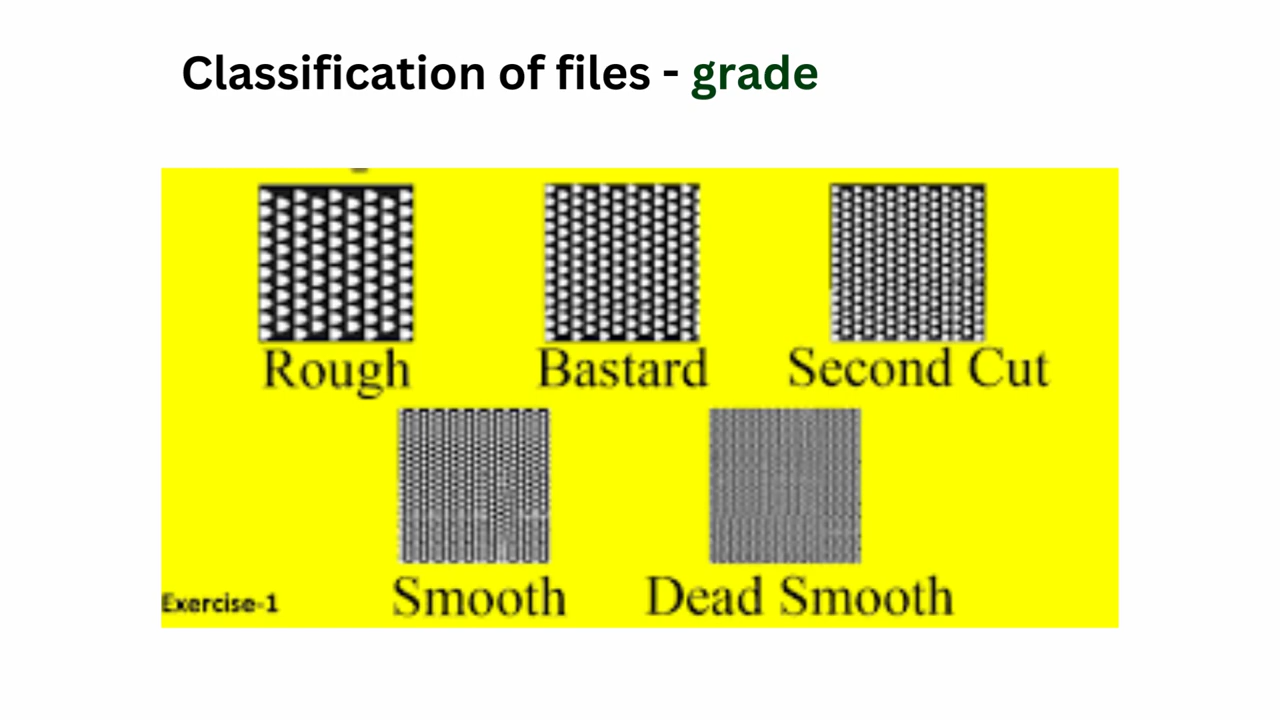 Classification of files - grade
Rough Bastard Second Cut
Smooth Dead Smooth
Exercise-1